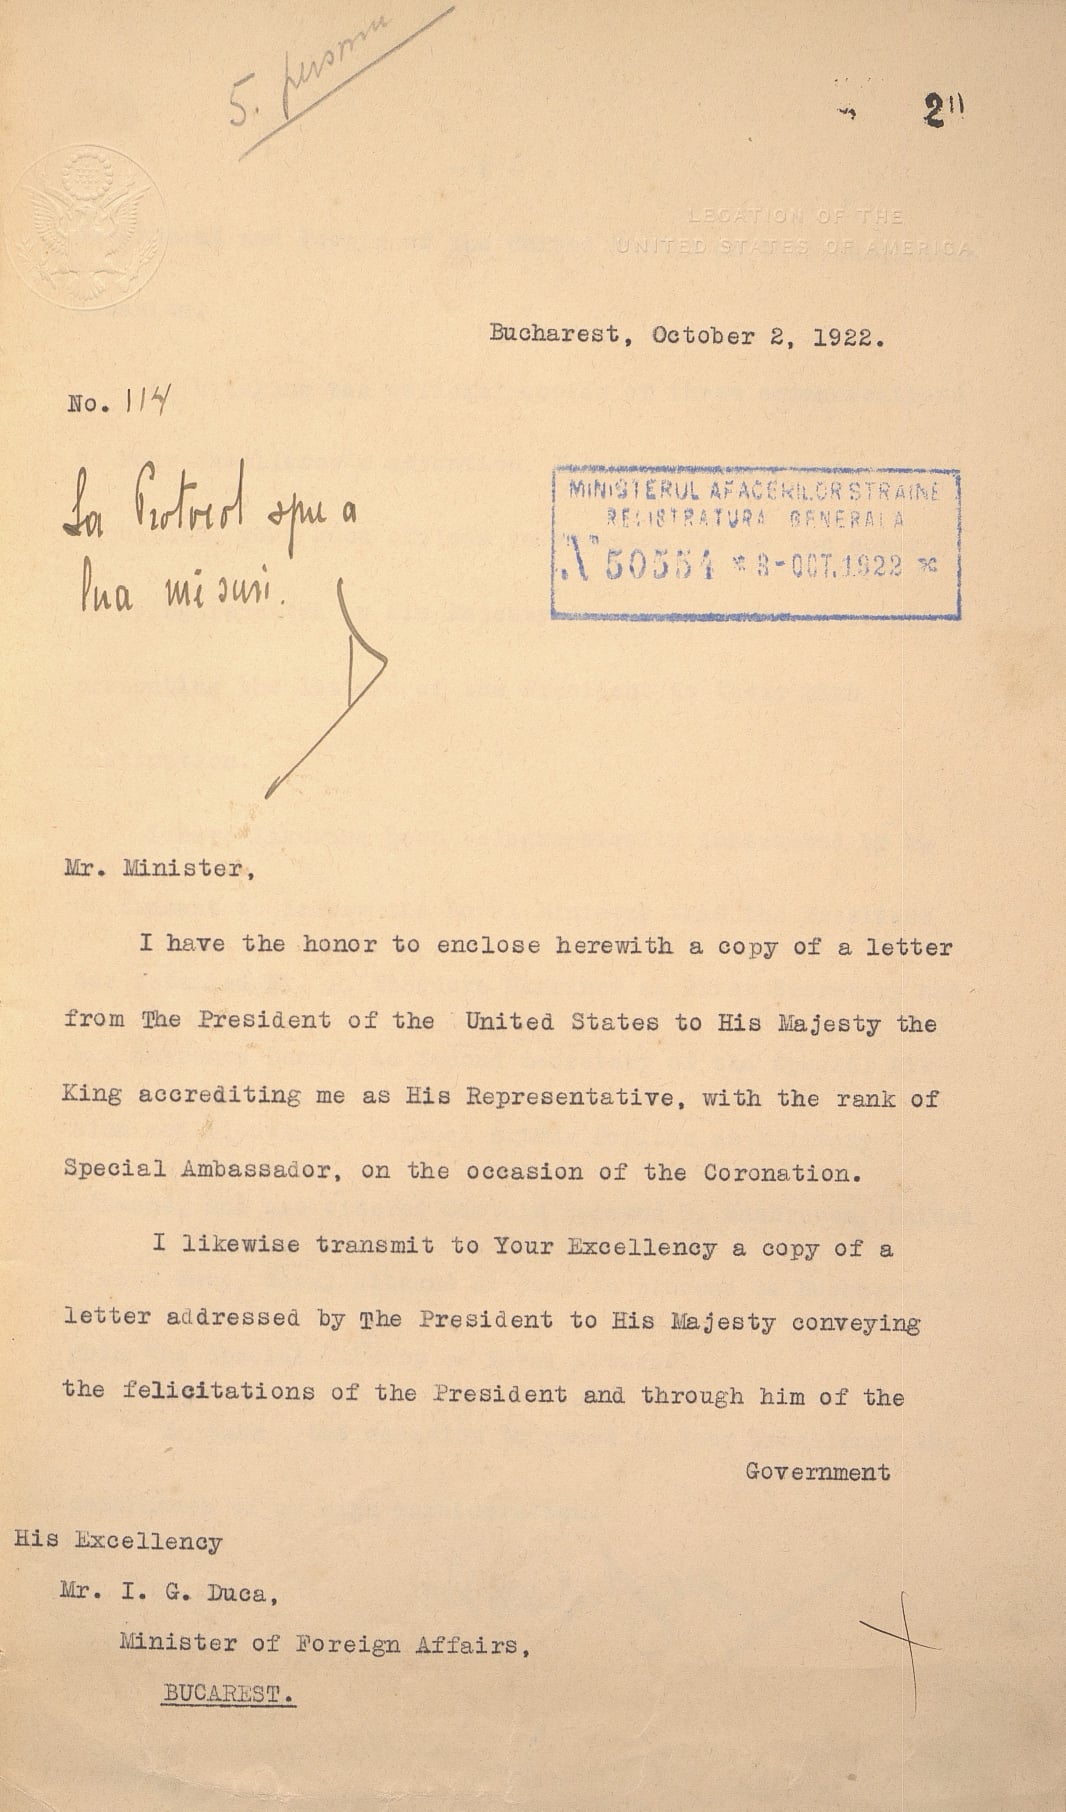 5. persoane
2"
LEGATION OF THE
UNITED STATES OF AMERICA
Bucharest, October 2, 1922.
No. 114
La Protocol spre a
lua măsuri.
MINISTERUL AFACERILOR STRAINE
REGISTRATURA GENERALA
No 50554 * 3-OCT.1922 *
Mr. Minister,
I have the honor to enclose herewith a copy of a letter
from The President of the United States to His Majesty the
King accrediting me as His Representative, with the rank of
Special Ambassador, on the occasion of the Coronation.
I likewise transmit to Your Excellency a copy of a
letter addressed by The President to His Majesty conveying
the felicitations of the President and through him of the
Government
His Excellency
Mr. I. G. Duca,
Minister of Foreign Affairs,
BUCAREST.